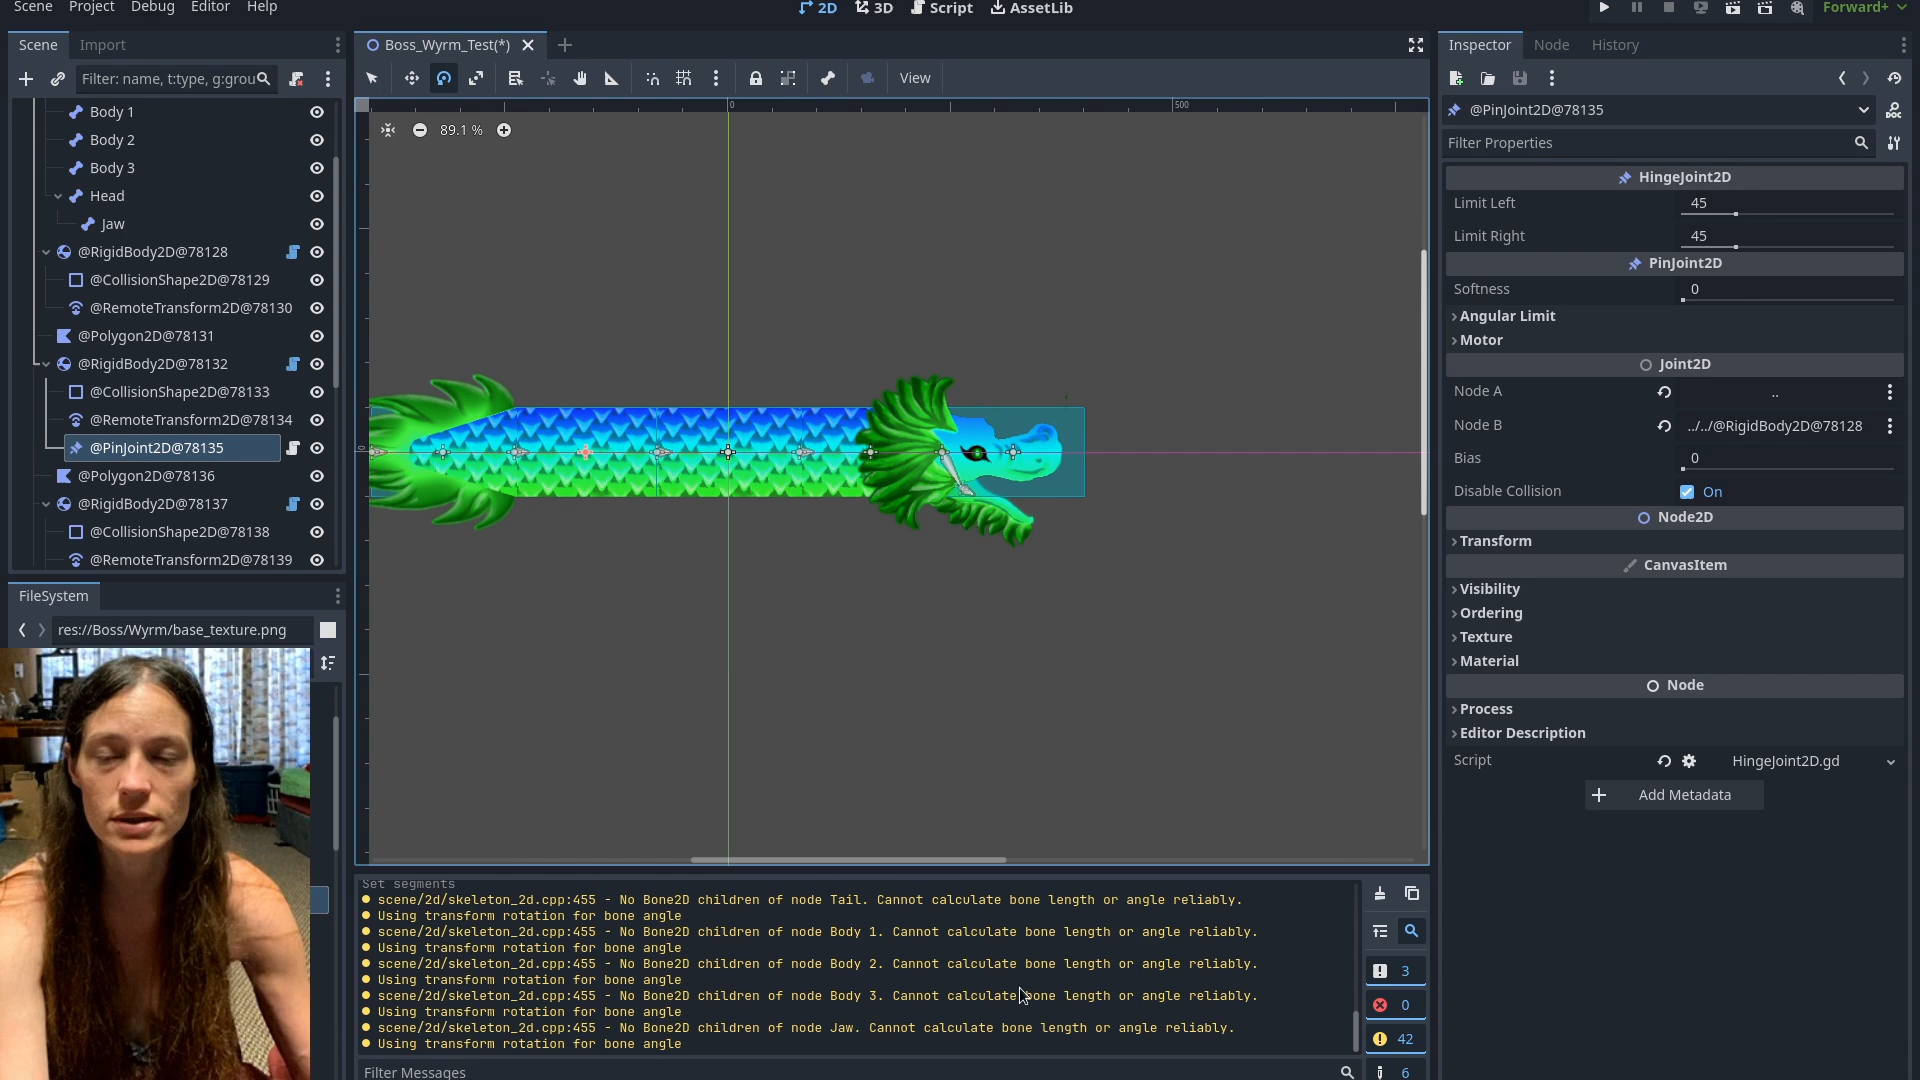 Scene Project Debug Editor Help
2D 3D Script AssetLib
Forward+
Scene Import
Filter: name, t:type, g:grou
Body 1
Body 2
Body 3
Head
Jaw
@RigidBody2D@78128
@CollisionShape2D@78129
@RemoteTransform2D@78130
@Polygon2D@78131
@RigidBody2D@78132
@CollisionShape2D@78133
@RemoteTransform2D@78134
@PinJoint2D@78135
@Polygon2D@78136
@RigidBody2D@78137
@CollisionShape2D@78138
@RemoteTransform2D@78139
FileSystem
res://Boss/Wyrm/base_texture.png
Boss_Wyrm_Test(*)
View
0
500
89.1 %
0
Set segments
scene/2d/skeleton_2d.cpp:455 - No Bone2D children of node Tail. Cannot calculate bone length or angle reliably.
Using transform rotation for bone angle
scene/2d/skeleton_2d.cpp:455 - No Bone2D children of node Body 1. Cannot calculate bone length or angle reliably.
Using transform rotation for bone angle
scene/2d/skeleton_2d.cpp:455 - No Bone2D children of node Body 2. Cannot calculate bone length or angle reliably.
Using transform rotation for bone angle
scene/2d/skeleton_2d.cpp:455 - No Bone2D children of node Body 3. Cannot calculate bone length or angle reliably.
Using transform rotation for bone angle
scene/2d/skeleton_2d.cpp:455 - No Bone2D children of node Jaw. Cannot calculate bone length or angle reliably.
Using transform rotation for bone angle
Filter Messages
3
0
42
6
Inspector Node History
@PinJoint2D@78135
Filter Properties
HingeJoint2D
Limit Left 45
Limit Right 45
PinJoint2D
Softness 0
Angular Limit
Motor
Joint2D
Node A ..
Node B ../../@RigidBody2D@78128
Bias 0
Disable Collision On
Node2D
Transform
CanvasItem
Visibility
Ordering
Texture
Material
Node
Process
Editor Description
Script HingeJoint2D.gd
Add Metadata